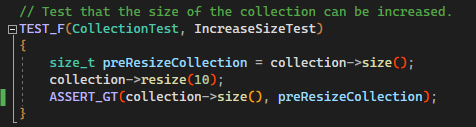 // Test that the size of the collection can be increased.
TEST_F(CollectionTest, IncreaseSizeTest)
{
size_t preResizeCollection = collection->size();
collection->resize(10);
ASSERT_GT(collection->size(), preResizeCollection);
}